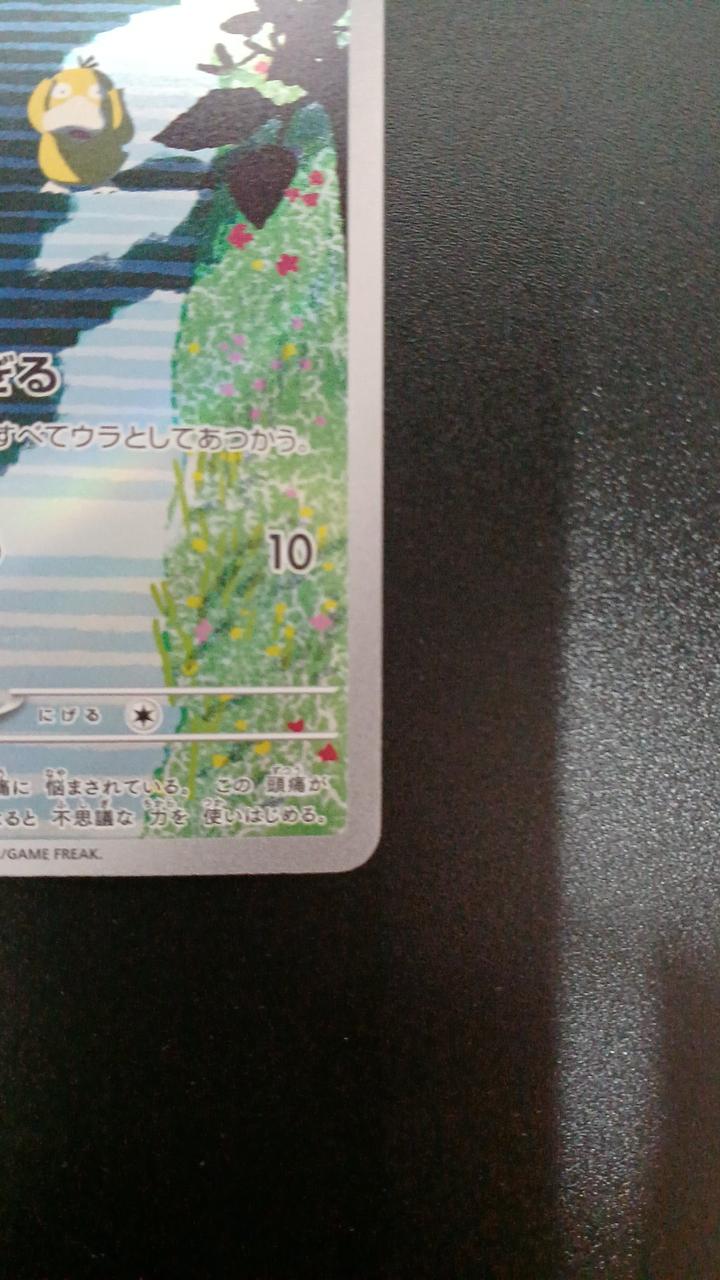 ぎる
すべてウラとしてあつかう。
10
にげる
痛に 悩まされている。 この 頭痛が
なると 不思議な 力を 使いはじめる。
/GAME FREAK.